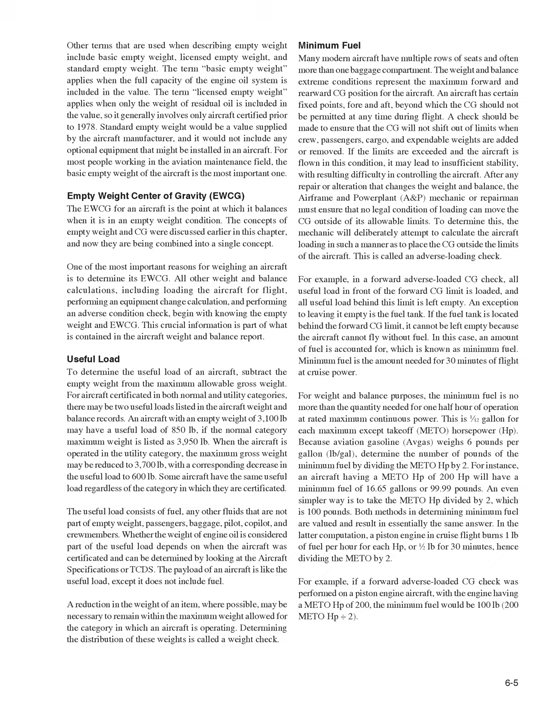 Other terms that are used when describing empty weight
include basic empty weight, licensed empty weight, and
standard empty weight. The term “basic empty weight”
applies when the full capacity of the engine oil system is
included in the value. The term “licensed empty weight”
applies when only the weight of residual oil is included in
the value, so it generally involves only aircraft certified prior
to 1978. Standard empty weight would be a value supplied
by the aircraft manufacturer, and it would not include any
optional equipment that might be installed in an aircraft. For
most people working in the aviation maintenance field, the
basic empty weight of the aircraft is the most important one.
Empty Weight Center of Gravity (EWCG)
The EWCG for an aircraft is the point at which it balances
when it is in an empty weight condition. The concepts of
empty weight and CG were discussed earlier in this chapter,
and now they are being combined into a single concept.
One of the most important reasons for weighing an aircraft
is to determine its EWCG. All other weight and balance
calculations, including loading the aircraft for flight,
performing an equipment change calculation, and performing
an adverse condition check, begin with knowing the empty
weight and EWCG. This crucial information is part of what
is contained in the aircraft weight and balance report.
Useful Load
To determine the useful load of an aircraft, subtract the
empty weight from the maximum allowable gross weight.
For aircraft certificated in both normal and utility categories,
there may be two useful loads listed in the aircraft weight and
balance records. An aircraft with an empty weight of 3,100 lb
may have a useful load of 850 lb, if the normal category
maximum weight is listed as 3,950 lb. When the aircraft is
operated in the utility category, the maximum gross weight
may be reduced to 3,700 lb, with a corresponding decrease in
the useful load to 600 lb. Some aircraft have the same useful
load regardless of the category in which they are certificated.
The useful load consists of fuel, any other fluids that are not
part of empty weight, passengers, baggage, pilot, copilot, and
crewmembers. Whether the weight of engine oil is considered
part of the useful load depends on when the aircraft was
certificated and can be determined by looking at the Aircraft
Specifications or TCDS. The payload of an aircraft is like the
useful load, except it does not include fuel.
A reduction in the weight of an item, where possible, may be
necessary to remain within the maximum weight allowed for
the category in which an aircraft is operating. Determining
the distribution of these weights is called a weight check.
Minimum Fuel
Many modern aircraft have multiple rows of seats and often
more than one baggage compartment. The weight and balance
extreme conditions represent the maximum forward and
rearward CG position for the aircraft. An aircraft has certain
fixed points, fore and aft, beyond which the CG should not
be permitted at any time during flight. A check should be
made to ensure that the CG will not shift out of limits when
crew, passengers, cargo, and expendable weights are added
or removed. If the limits are exceeded and the aircraft is
flown in this condition, it may lead to insufficient stability,
with resulting difficulty in controlling the aircraft. After any
repair or alteration that changes the weight and balance, the
Airframe and Powerplant (A&P) mechanic or repairman
must ensure that no legal condition of loading can move the
CG outside of its allowable limits. To determine this, the
mechanic will deliberately attempt to calculate the aircraft
loading in such a manner as to place the CG outside the limits
of the aircraft. This is called an adverse-loading check.
For example, in a forward adverse-loaded CG check, all
useful load in front of the forward CG limit is loaded, and
all useful load behind this limit is left empty. An exception
to leaving it empty is the fuel tank. If the fuel tank is located
behind the forward CG limit, it cannot be left empty because
the aircraft cannot fly without fuel. In this case, an amount
of fuel is accounted for, which is known as minimum fuel.
Minimum fuel is the amount needed for 30 minutes of flight
at cruise power.
For weight and balance purposes, the minimum fuel is no
more than the quantity needed for one half hour of operation
at rated maximum continuous power. This is 1⁄12 gallon for
each maximum except takeoff (METO) horsepower (Hp).
Because aviation gasoline (Avgas) weighs 6 pounds per
gallon (lb/gal), determine the number of pounds of the
minimum fuel by dividing the METO Hp by 2. For instance,
an aircraft having a METO Hp of 200 Hp will have a
minimum fuel of 16.65 gallons or 99.99 pounds. An even
simpler way is to take the METO Hp divided by 2, which
is 100 pounds. Both methods in determining minimum fuel
are valued and result in essentially the same answer. In the
latter computation, a piston engine in cruise flight burns 1 lb
of fuel per hour for each Hp, or ½ lb for 30 minutes, hence
dividing the METO by 2.
For example, if a forward adverse-loaded CG check was
performed on a piston engine aircraft, with the engine having
a METO Hp of 200, the minimum fuel would be 100 lb (200
METO Hp ÷ 2).
6-5